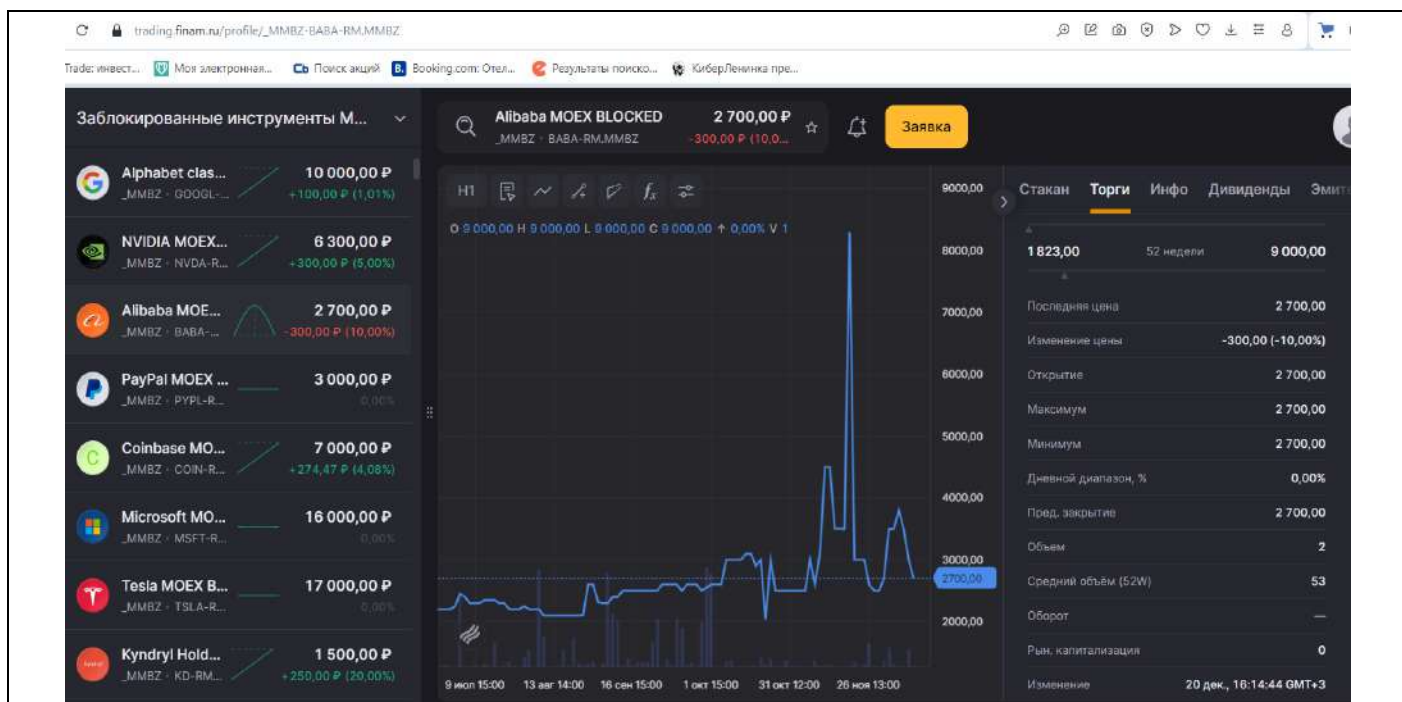 trading.finam.ru/profile/_MMBZ-BABA-RM.MMBZ
Trade: инвест... Моя электронная... Сь Поиск акций B. Booking.com: Отел... Результаты поиско... КиберЛенинка пре...
Заблокированные инструменты М...
Alphabet clas... 10 000,00 ₽
_MMBZ · GOOGL-... +100,00 ₽ (1,01%)
NVIDIA MOEX... 6 300,00 ₽
_MMBZ · NVDA-R... +300,00 ₽ (5,00%)
Alibaba MOE... 2 700,00 ₽
_MMBZ · BABA-... -300,00 ₽ (10,00%)
PayPal MOEX ... 3 000,00 ₽
_MMBZ · PYPL-R... 0,00%
Coinbase MO... 7 000,00 ₽
_MMBZ · COIN-R... +274,47 ₽ (4,08%)
Microsoft MO... 16 000,00 ₽
_MMBZ · MSFT-R... 0,00%
Tesla MOEX B... 17 000,00 ₽
_MMBZ · TSLA-R... 0,00%
Kyndryl Hold... 1 500,00 ₽
_MMBZ · KD-RM... +250,00 ₽ (20,00%)
Alibaba MOEX BLOCKED 2 700,00 ₽
_MMBZ · BABA-RM.MMBZ -300,00 ₽ (10,0...
Заявка
H1 fx
O 9 000,00 H 9 000,00 L 9 000,00 C 9 000,00 ↑ 0,00% V 1
9000,00
8000,00
7000,00
6000,00
5000,00
4000,00
3000,00
2700,00
2000,00
9 июл 15:00 13 авг 14:00 16 сен 15:00 1 окт 15:00 31 окт 12:00 26 ноя 13:00
Стакан Торги Инфо Дивиденды Эмит
1 823,00 52 недели 9 000,00
Последняя цена 2 700,00
Изменение цены -300,00 (-10,00%)
Открытие 2 700,00
Максимум 2 700,00
Минимум 2 700,00
Дневной диапазон, % 0,00%
Пред. закрытие 2 700,00
Объем 2
Средний объём (52W) 53
Оборот —
Рын. капитализация 0
Изменение 20 дек., 16:14:44 GMT+3